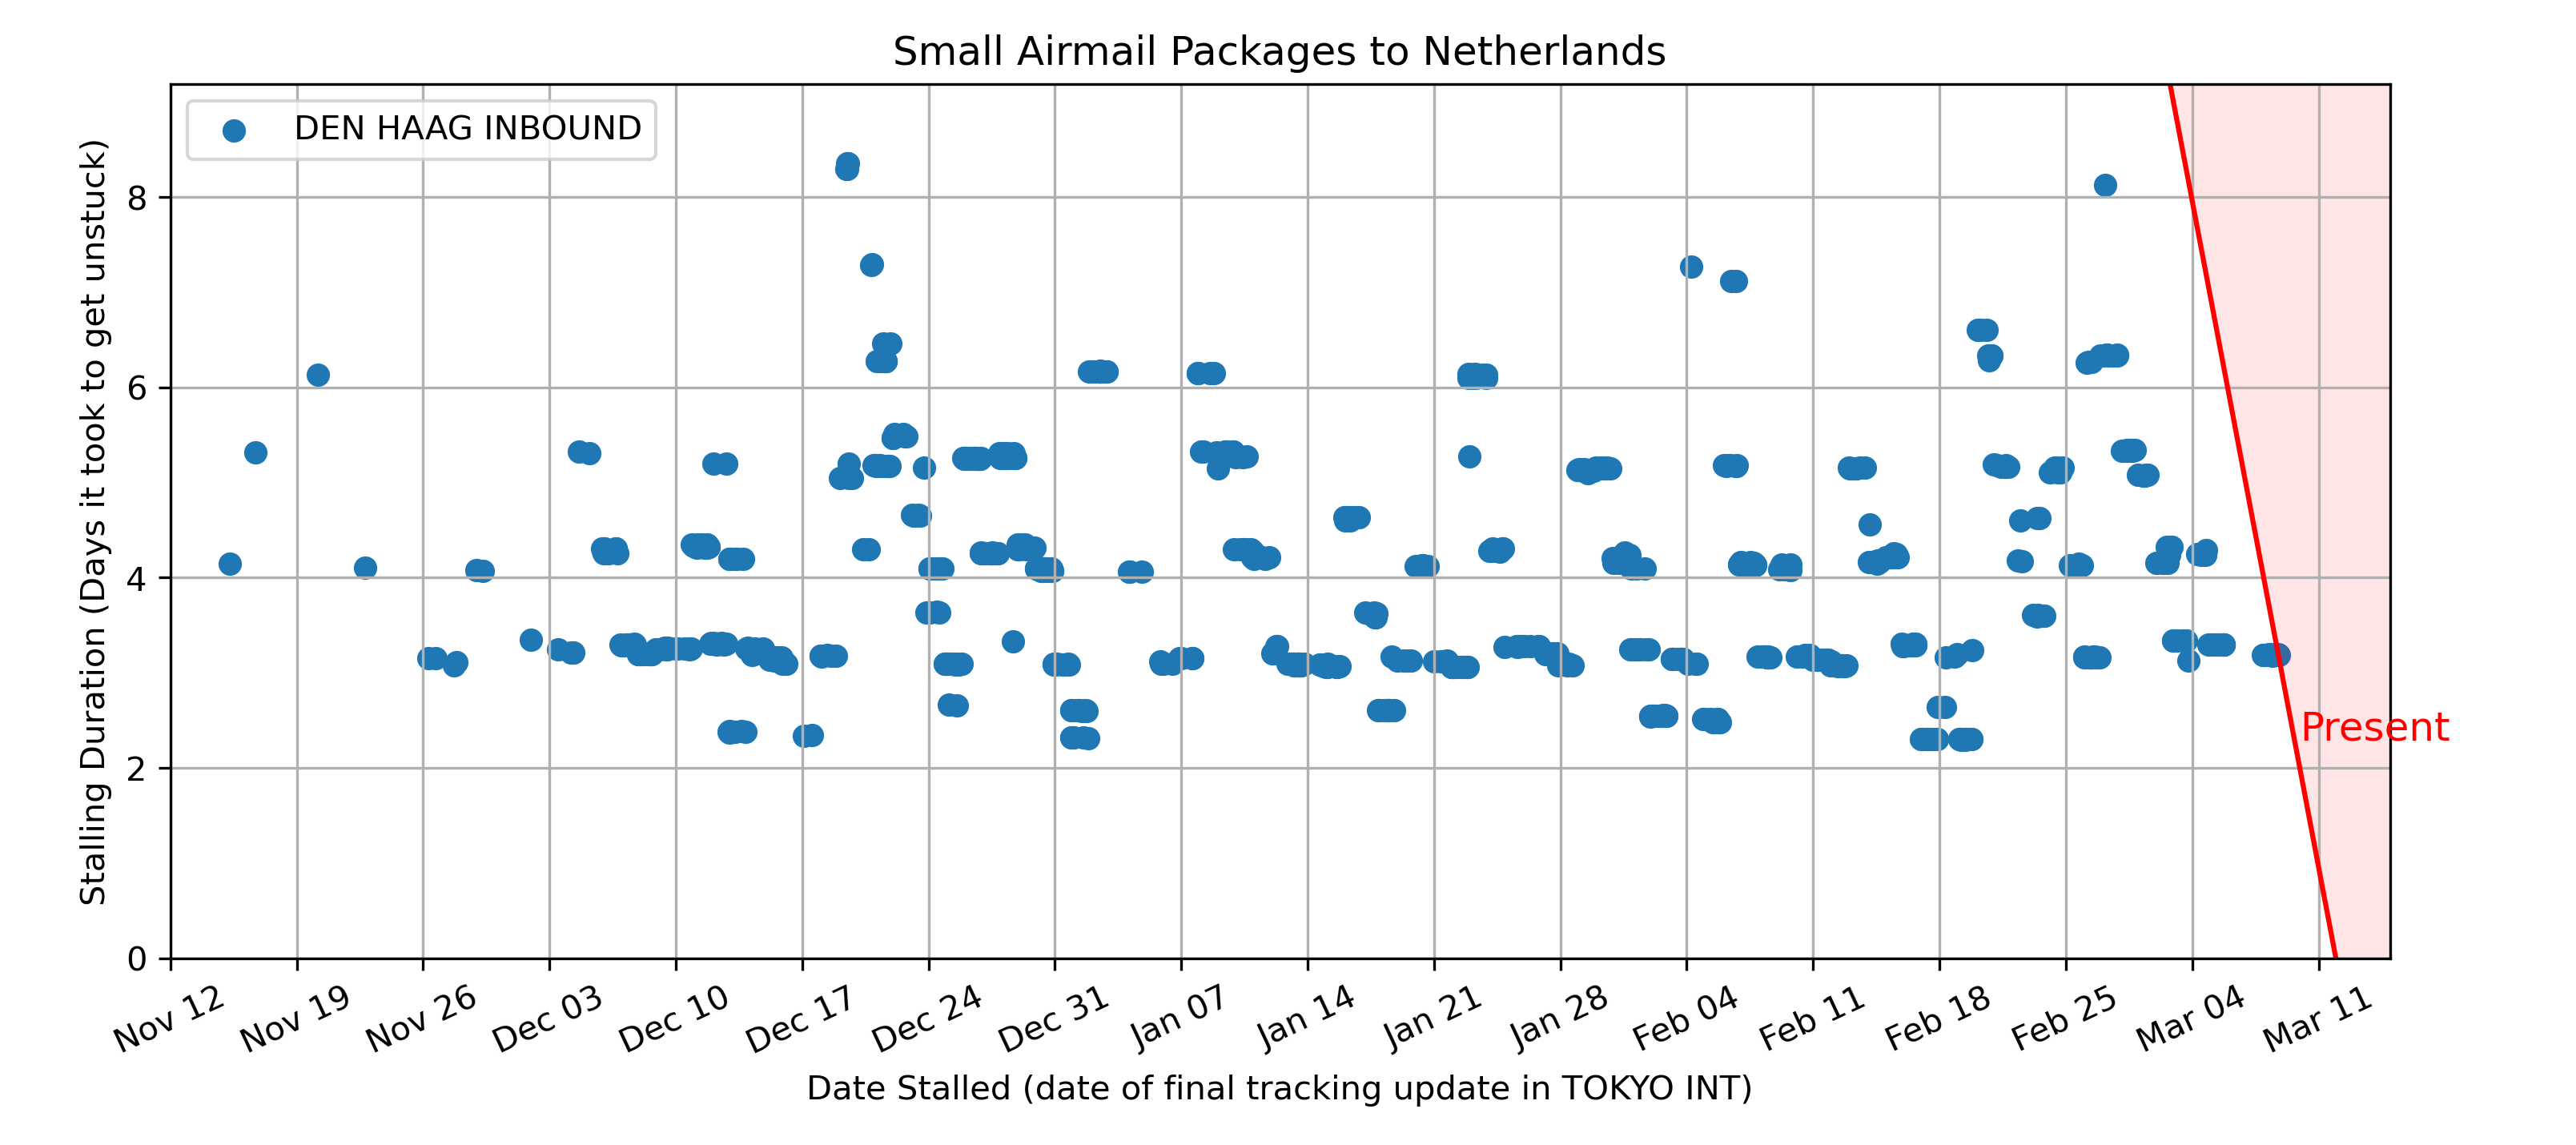 Small Airmail Packages to Netherlands
DEN HAAG INBOUND
Stalling Duration (Days it took to get unstuck)
8
6
4
2
0
Present
Nov 12
Nov 19
Nov 26
Dec 03
Dec 10
Dec 17
Dec 24
Dec 31
Jan 07
Jan 14
Jan 21
Jan 28
Feb 04
Feb 11
Feb 18
Feb 25
Mar 04
Mar 11
Date Stalled (date of final tracking update in TOKYO INT)